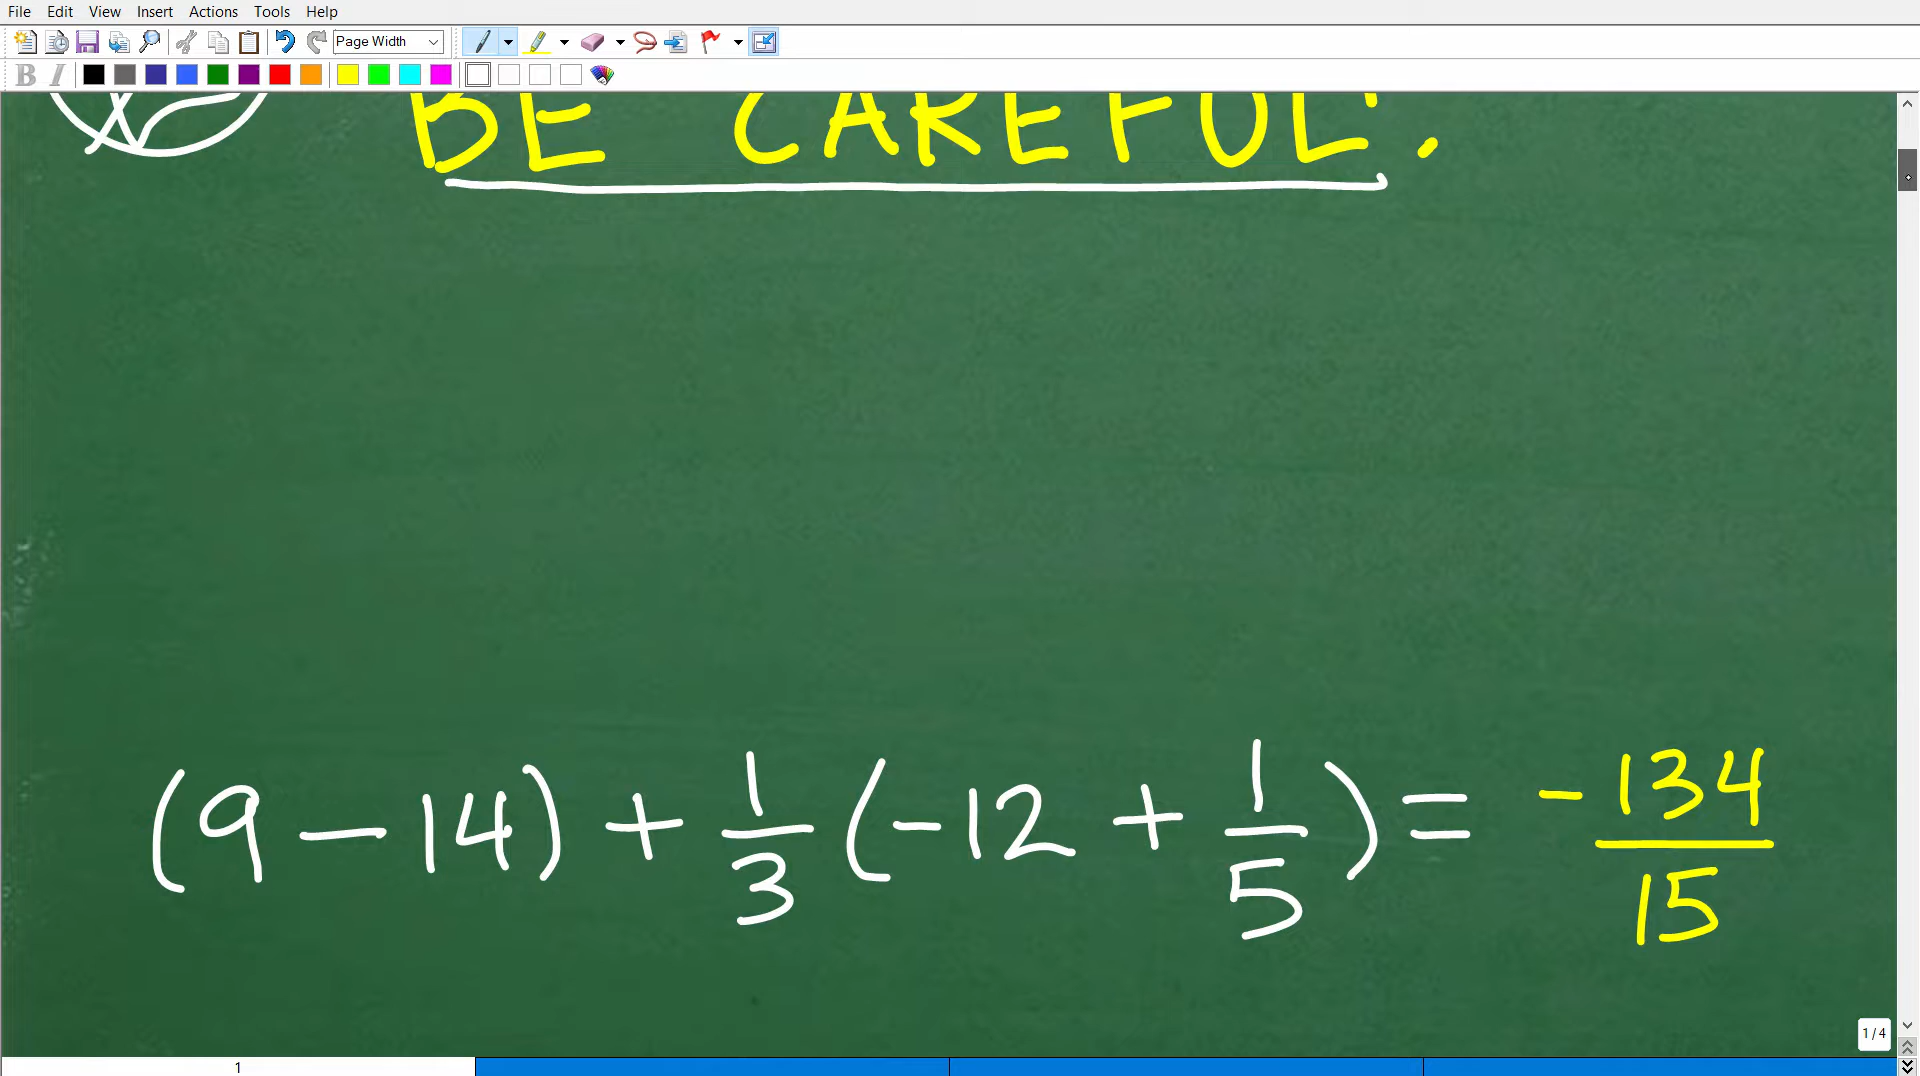 File Edit View Insert Actions Tools Help
Page Width
B I
BE CAREFUL!
(9 - 14) + 1/3 (-12 + 1/5) = -134/15
1 / 4
1